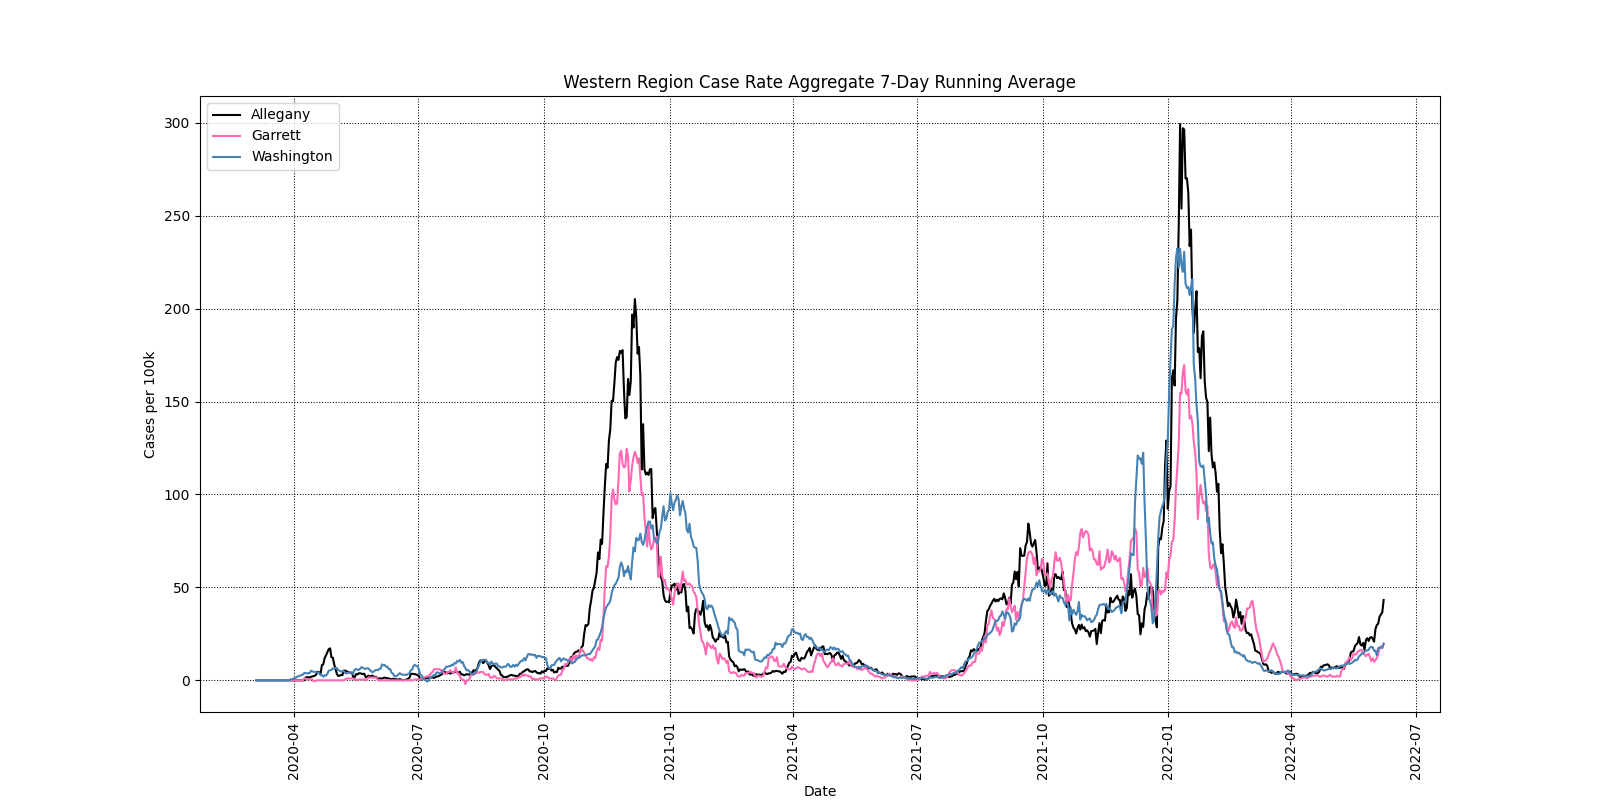 Western Region Case Rate Aggregate 7-Day Running Average
Allegany
Garrett
Washington
300
250
200
150
100
50
0
Cases per 100k
2020-04
2020-07
2020-10
2021-01
2021-04
2021-07
2021-10
2022-01
2022-04
2022-07
Date